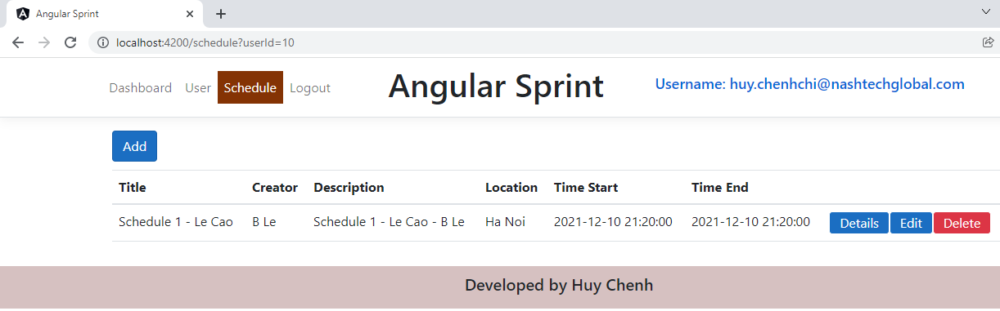 Angular Sprint
localhost:4200/schedule?userId=10
Dashboard User Schedule Logout Angular Sprint Username: huy.chenhchi@nashtechglobal.com
Add
Title Creator Description Location Time Start Time End
Schedule 1 - Le Cao B Le Schedule 1 - Le Cao - B Le Ha Noi 2021-12-10 21:20:00 2021-12-10 21:20:00 Details Edit Delete
Developed by Huy Chenh